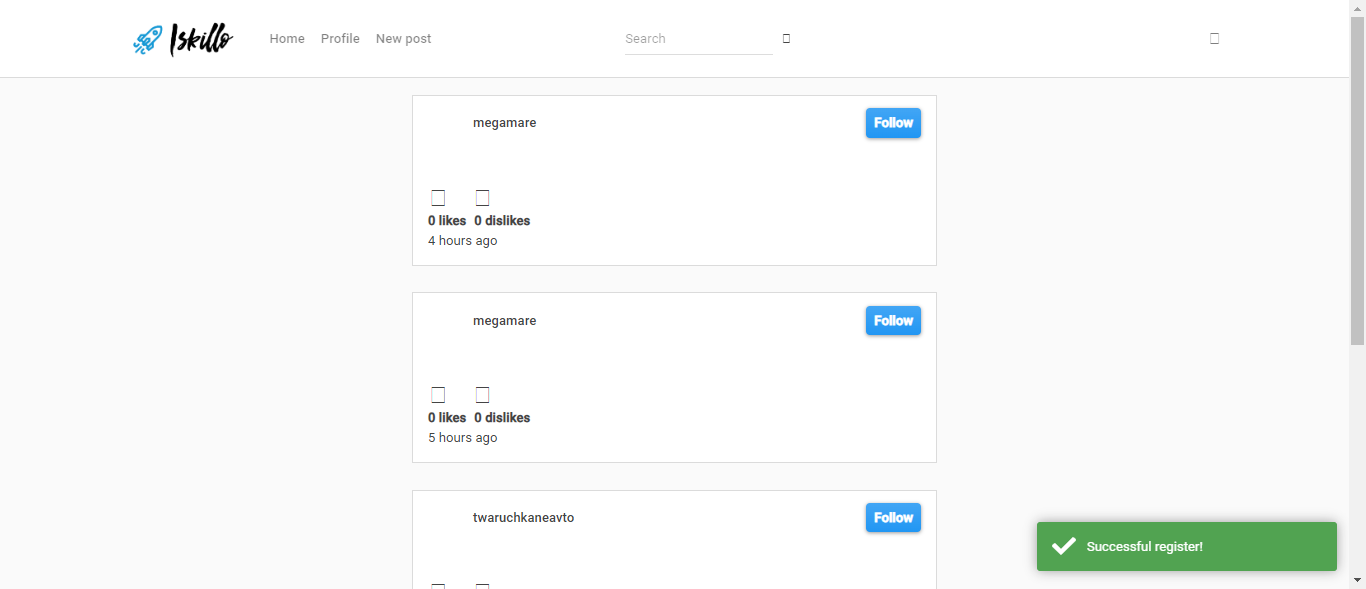 Iskillo Home Profile New post Search
megamare Follow
0 likes 0 dislikes
4 hours ago
megamare Follow
0 likes 0 dislikes
5 hours ago
twaruchkaneavto Follow
Successful register!